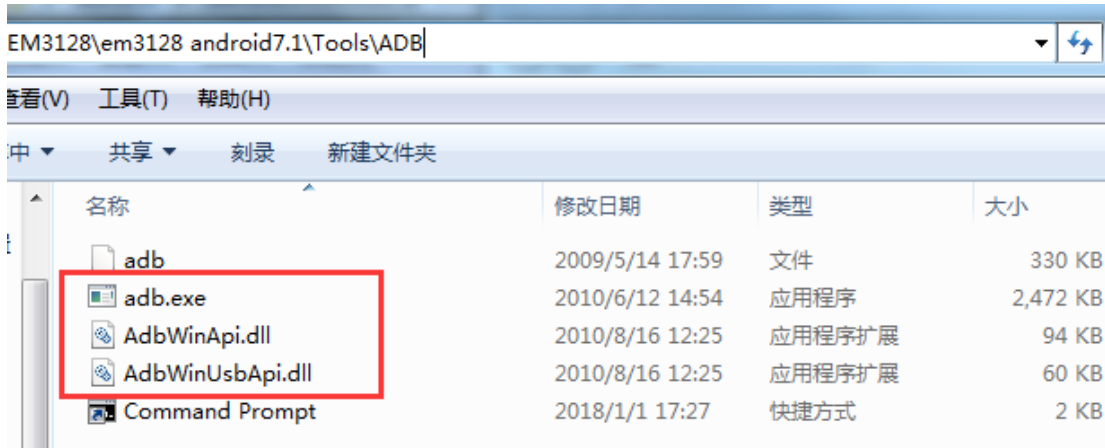 EM3128\em3128 android7.1\Tools\ADB
查看(V) 工具(T) 帮助(H)
中 共享 刻录 新建文件夹
名称 修改日期 类型 大小
adb 2009/5/14 17:59 文件 330 KB
adb.exe 2010/6/12 14:54 应用程序 2,472 KB
AdbWinApi.dll 2010/8/16 12:25 应用程序扩展 94 KB
AdbWinUsbApi.dll 2010/8/16 12:25 应用程序扩展 60 KB
Command Prompt 2018/1/1 17:27 快捷方式 2 KB